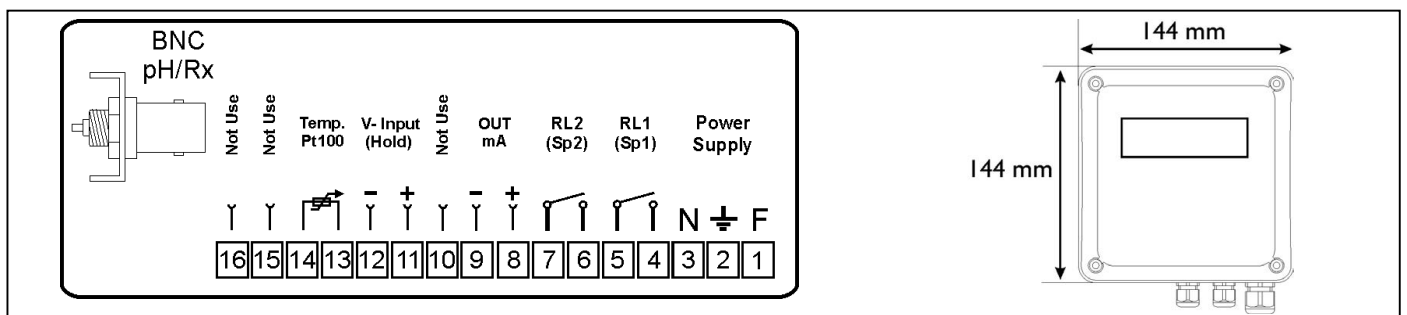 BNC
pH/Rx
Not Use
Not Use
Temp.
Pt100
V- Input
(Hold)
Not Use
OUT
mA
RL2
(Sp2)
RL1
(Sp1)
Power
Supply
- + - + N F
16 15 14 13 12 11 10 9 8 7 6 5 4 3 2 1
144 mm
144 mm